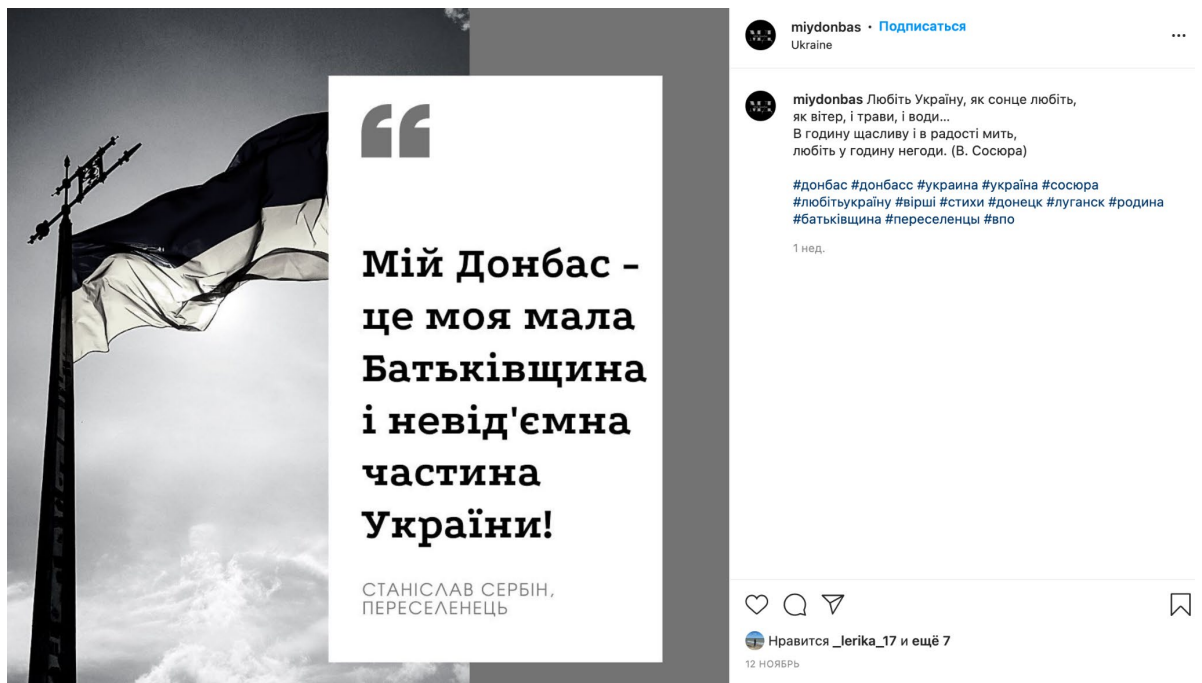 Мій Донбас -
це моя мала
Батьківщина
і невід'ємна
частина
України!
СТАНІСЛАВ СЕРБІН,
ПЕРЕСЕЛЕНЕЦЬ
miydonbas • Подписаться
Ukraine
miydonbas Любіть Україну, як сонце любіть,
як вітер, і трави, і води...
В годину щасливу і в радості мить,
любіть у годину негоди. (В. Сосюра)
#донбас #донбасс #украина #україна #сосюра
#любітьукраїну #вірші #стихи #донецк #луганск #родина
#батьківщина #переселенцы #впо
1 нед.
Нравится _lerika_17 и ещё 7
12 НОЯБРЬ